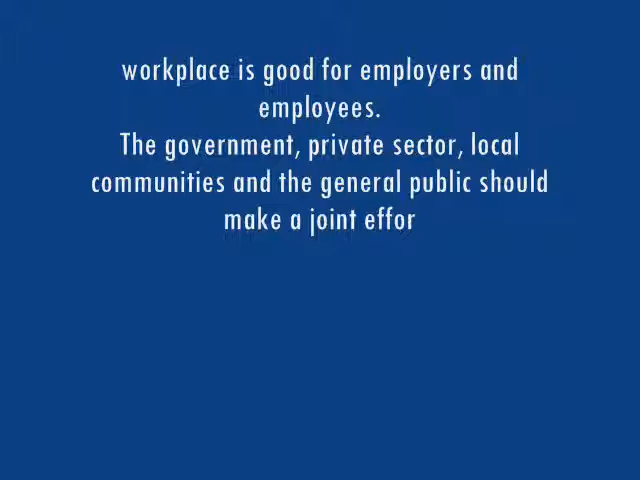 workplace is good for employers and
employees.
The government, private sector, local
communities and the general public should
make a joint effor